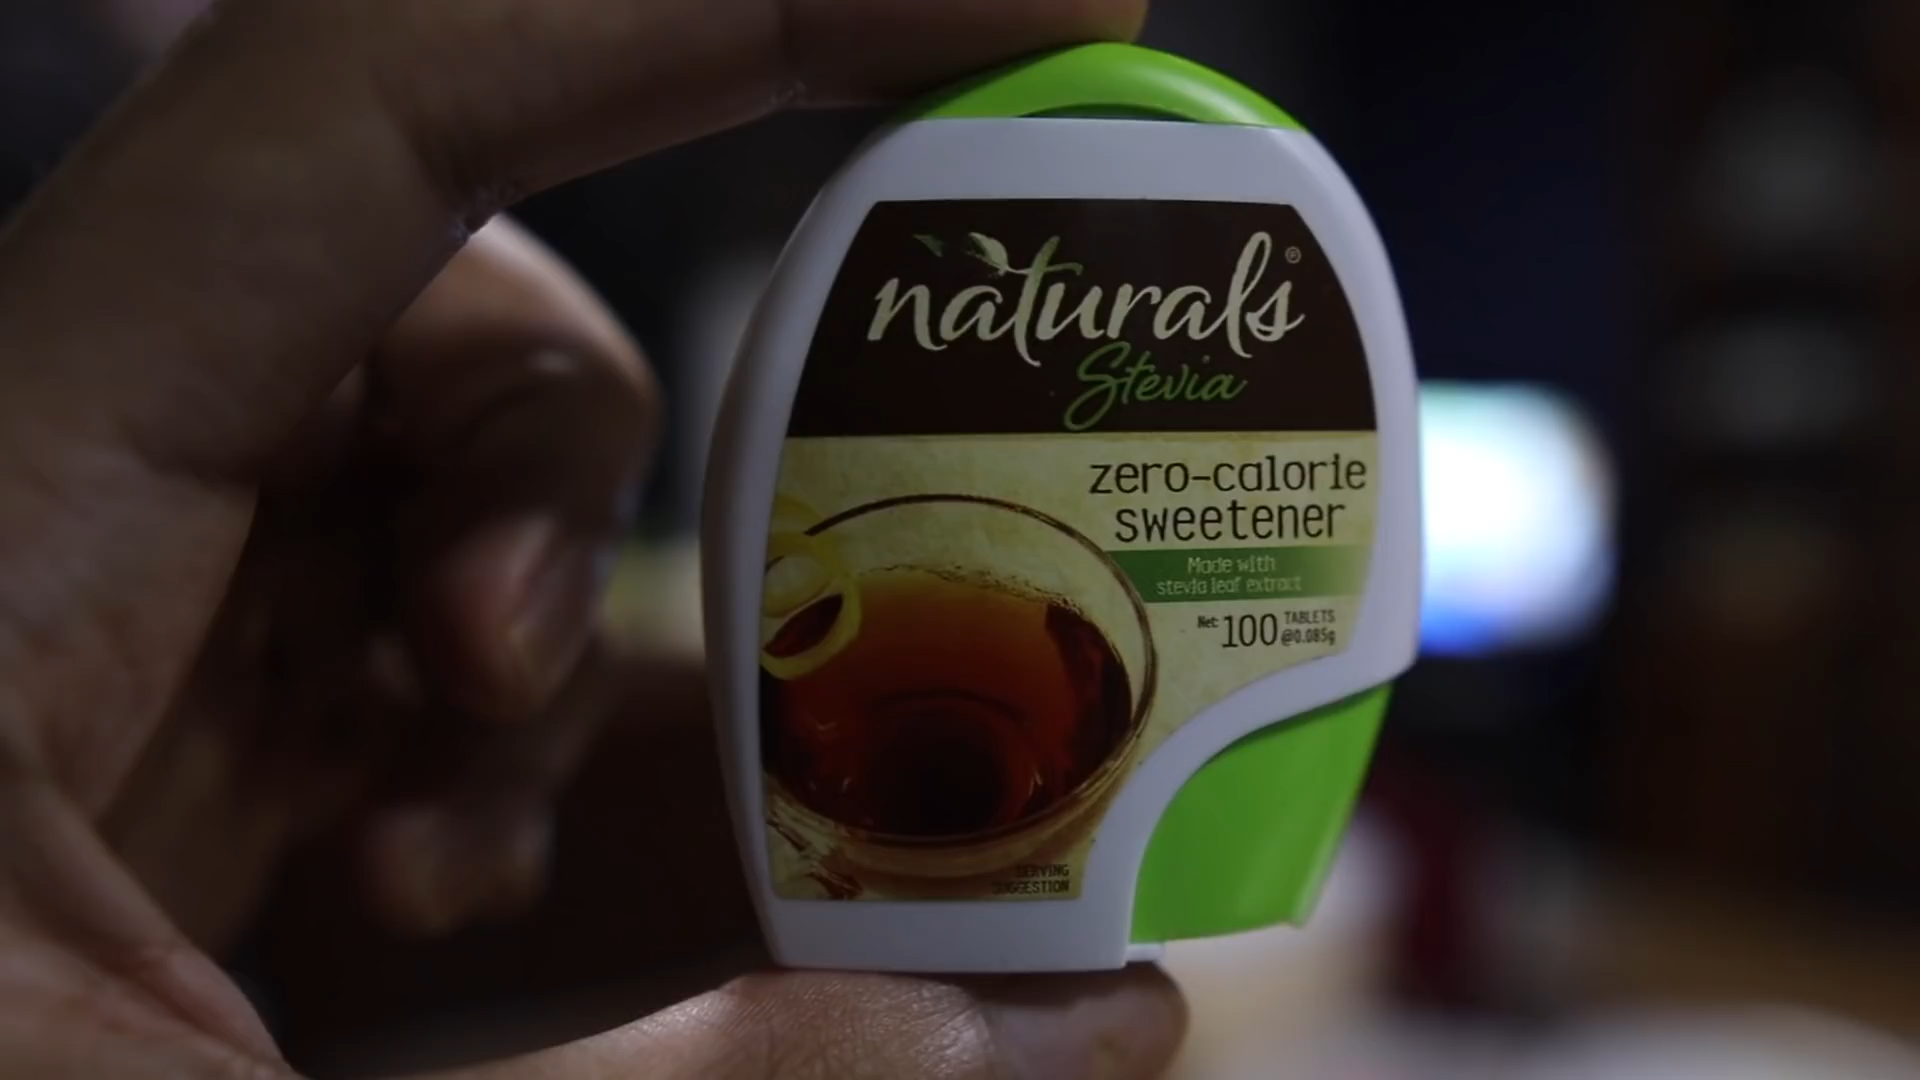 naturals®
Stevia
zero-calorie
sweetener
Made with
stevia leaf extract
Net 100 TABLETS
@0.085g
SERVING
SUGGESTION